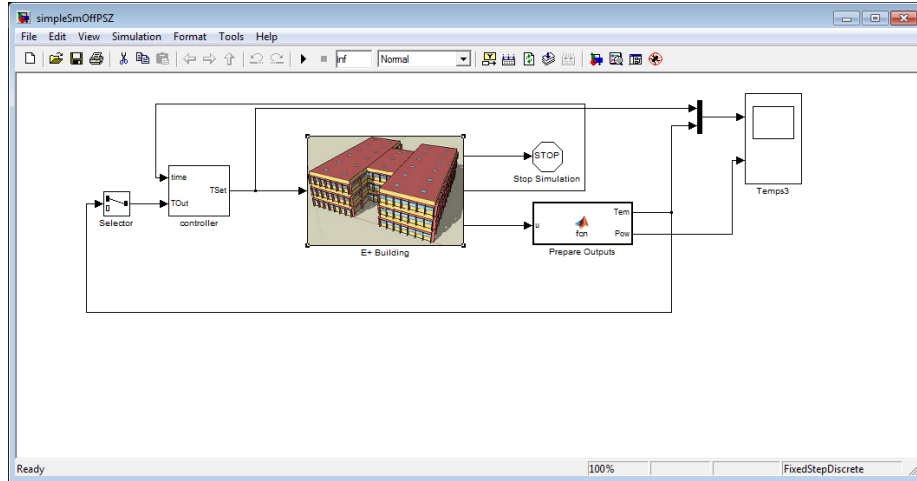 simpleSmOffPSZ
File Edit View Simulation Format Tools Help
inf Normal
time
TOut
TSet
Selector
controller
E+ Building
STOP
Stop Simulation
u
fcn
Tem
Pow
Prepare Outputs
Temps3
Ready 100% FixedStepDiscrete